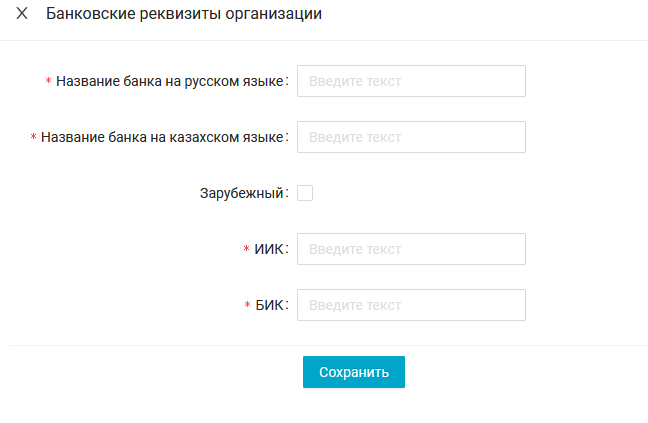 Банковские реквизиты организации
* Название банка на русском языке: Введите текст
* Название банка на казахском языке: Введите текст
Зарубежный:
* ИИК: Введите текст
* БИК: Введите текст
Сохранить